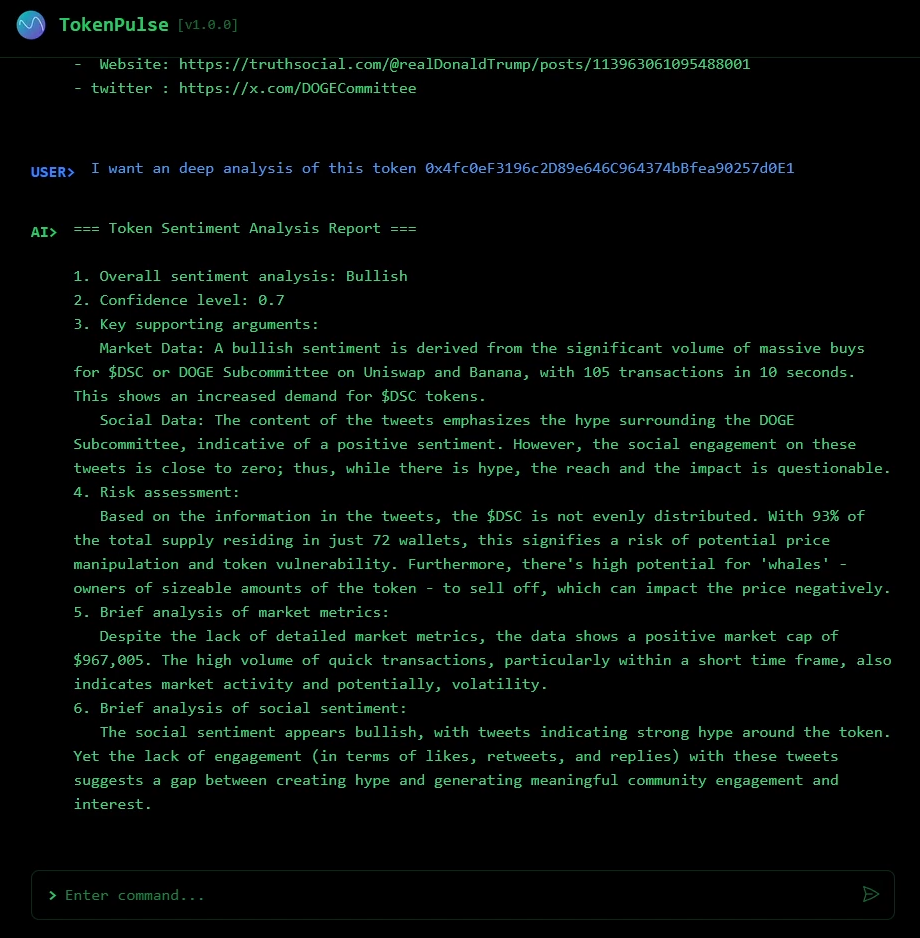 TokenPulse [v1.0.0]
- Website: https://truthsocial.com/@realDonaldTrump/posts/113963061095488001
- twitter : https://x.com/DOGECommittee
USER> I want an deep analysis of this token 0x4fc0eF3196c2D89e646C964374bBfea90257d0E1
AI> === Token Sentiment Analysis Report ===
1. Overall sentiment analysis: Bullish
2. Confidence level: 0.7
3. Key supporting arguments:
Market Data: A bullish sentiment is derived from the significant volume of massive buys
for $DSC or DOGE Subcommittee on Uniswap and Banana, with 105 transactions in 10 seconds.
This shows an increased demand for $DSC tokens.
Social Data: The content of the tweets emphasizes the hype surrounding the DOGE
Subcommittee, indicative of a positive sentiment. However, the social engagement on these
tweets is close to zero; thus, while there is hype, the reach and the impact is questionable.
4. Risk assessment:
Based on the information in the tweets, the $DSC is not evenly distributed. With 93% of
the total supply residing in just 72 wallets, this signifies a risk of potential price
manipulation and token vulnerability. Furthermore, there's high potential for 'whales' -
owners of sizeable amounts of the token - to sell off, which can impact the price negatively.
5. Brief analysis of market metrics:
Despite the lack of detailed market metrics, the data shows a positive market cap of
$967,005. The high volume of quick transactions, particularly within a short time frame, also
indicates market activity and potentially, volatility.
6. Brief analysis of social sentiment:
The social sentiment appears bullish, with tweets indicating strong hype around the token.
Yet the lack of engagement (in terms of likes, retweets, and replies) with these tweets
suggests a gap between creating hype and generating meaningful community engagement and
interest.
> Enter command...